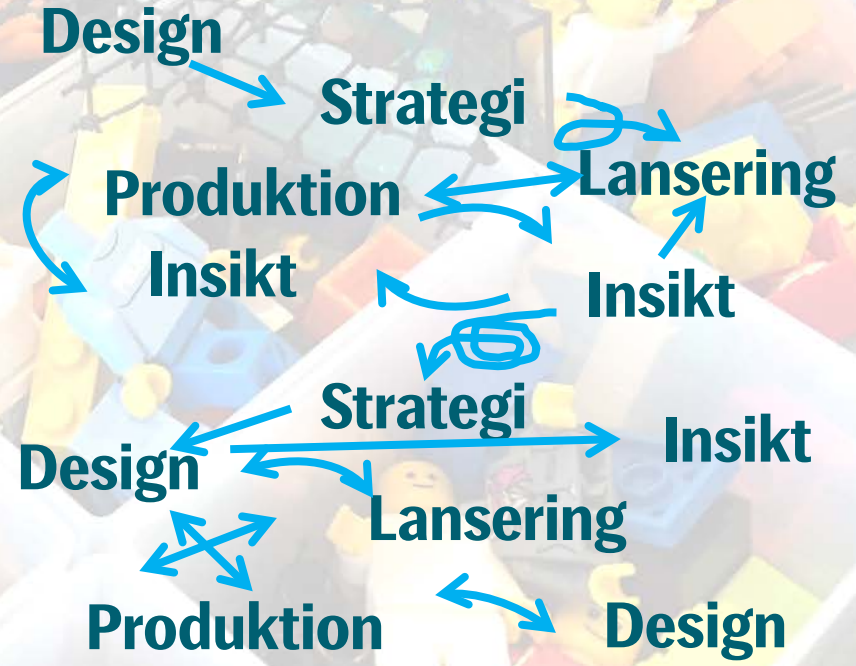 Design
Strategi
Lansering
Produktion
Insikt
Insikt
Strategi
Insikt
Design
Lansering
Produktion
Design